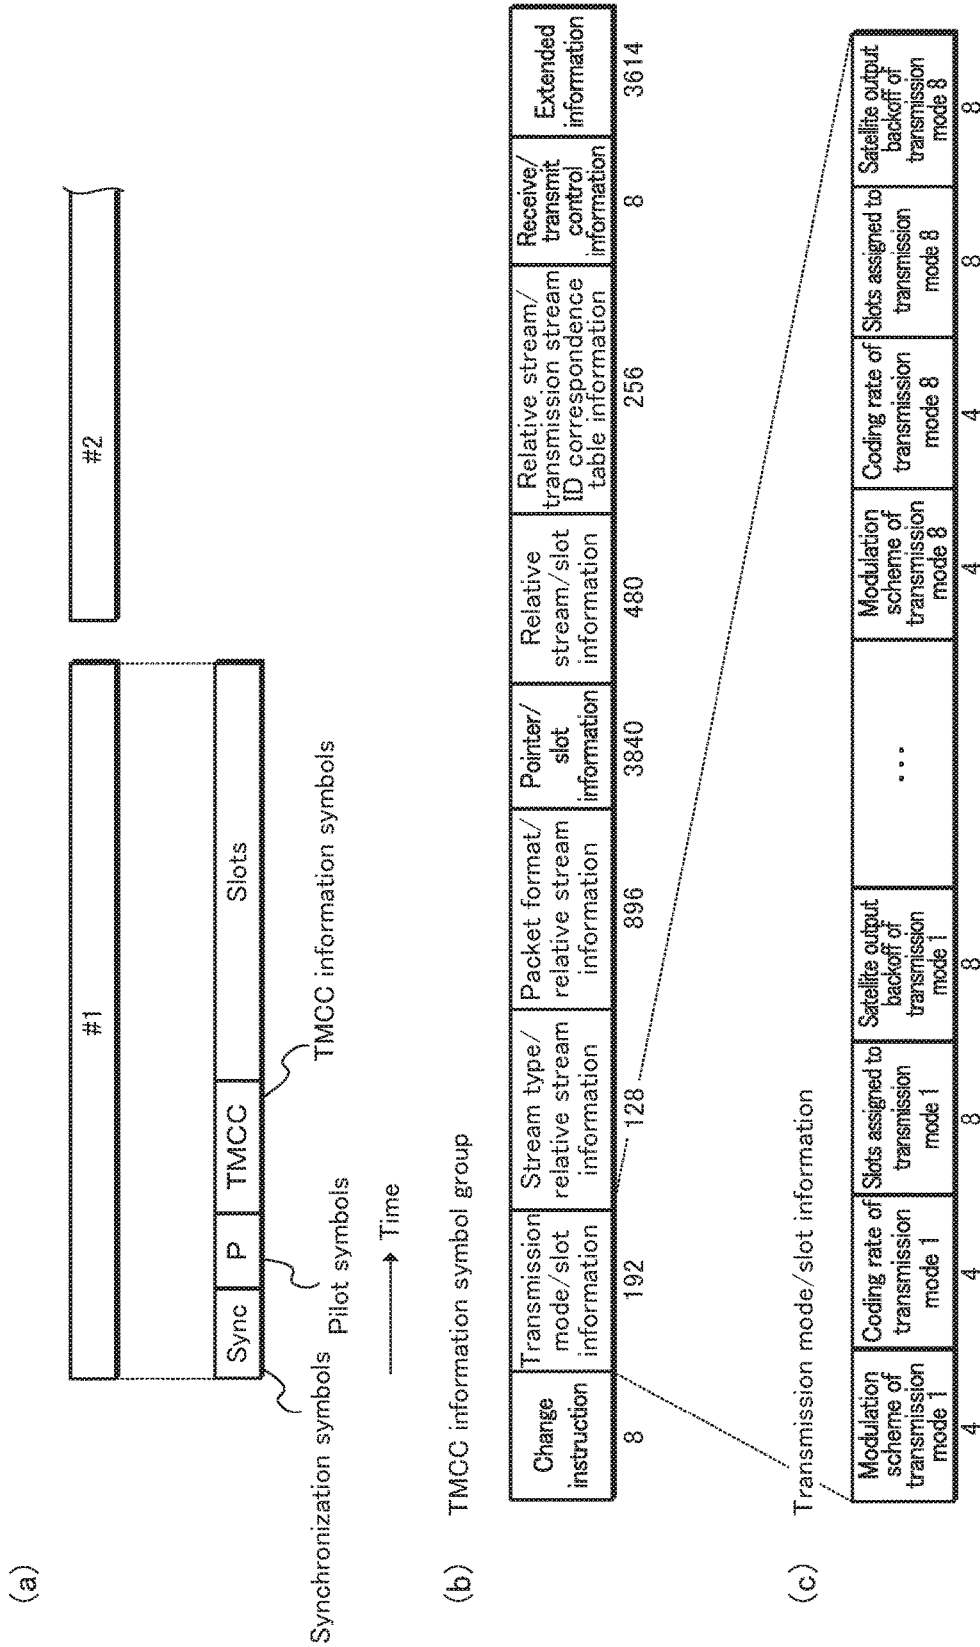 (a)
#1
#2
Sync
P
TMCC
Slots
Synchronization symbols
Pilot symbols
TMCC information symbols
Time
(b)
TMCC information symbol group
Change
instruction
Transmission
mode/slot
information
Stream type/
relative stream
information
Packet format/
relative stream
information
Pointer/
slot
information
Relative
stream/slot
information
Relative stream/
transmission stream
ID correspondence
table information
Receive/
transmit
control
information
Extended
information
8
192
128
896
3840
480
256
8
3614
(c)
Transmission mode/slot information
Modulation
scheme of
transmission
mode 1
Coding rate of
transmission
mode 1
Slots assigned to
transmission
mode 1
Satellite output
backoff of
transmission
mode 1
...
Modulation
scheme of
transmission
mode 8
Coding rate of
transmission
mode 8
Slots assigned to
transmission
mode 8
Satellite output
backoff of
transmission
mode 8
4
4
8
8
4
4
8
8